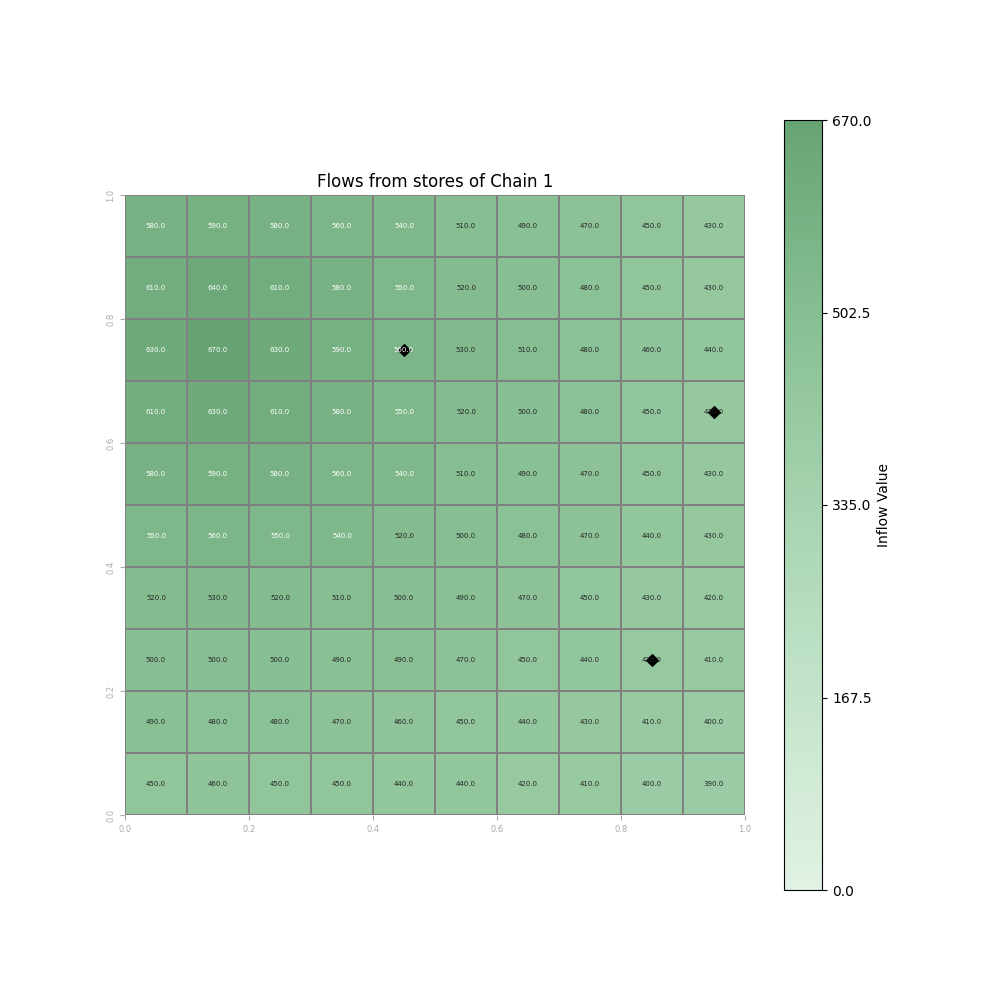 Flows from stores of Chain 1
580.0 590.0 580.0 560.0 540.0 510.0 490.0 470.0 450.0 430.0
610.0 640.0 610.0 580.0 550.0 520.0 500.0 480.0 450.0 430.0
630.0 670.0 630.0 590.0 530.0 510.0 480.0 460.0 440.0
610.0 630.0 610.0 580.0 550.0 520.0 500.0 480.0 450.0
580.0 590.0 580.0 560.0 540.0 510.0 490.0 470.0 450.0 430.0
550.0 560.0 550.0 540.0 520.0 500.0 480.0 470.0 440.0 430.0
520.0 530.0 520.0 510.0 500.0 490.0 470.0 450.0 430.0 420.0
500.0 500.0 500.0 490.0 490.0 470.0 450.0 440.0 410.0
490.0 480.0 480.0 470.0 460.0 450.0 440.0 430.0 410.0 400.0
450.0 460.0 450.0 450.0 440.0 440.0 420.0 410.0 400.0 390.0
1.0
0.8
0.6
0.4
0.2
0.0
0.0 0.2 0.4 0.6 0.8 1.0
670.0
502.5
335.0
167.5
0.0
Inflow Value